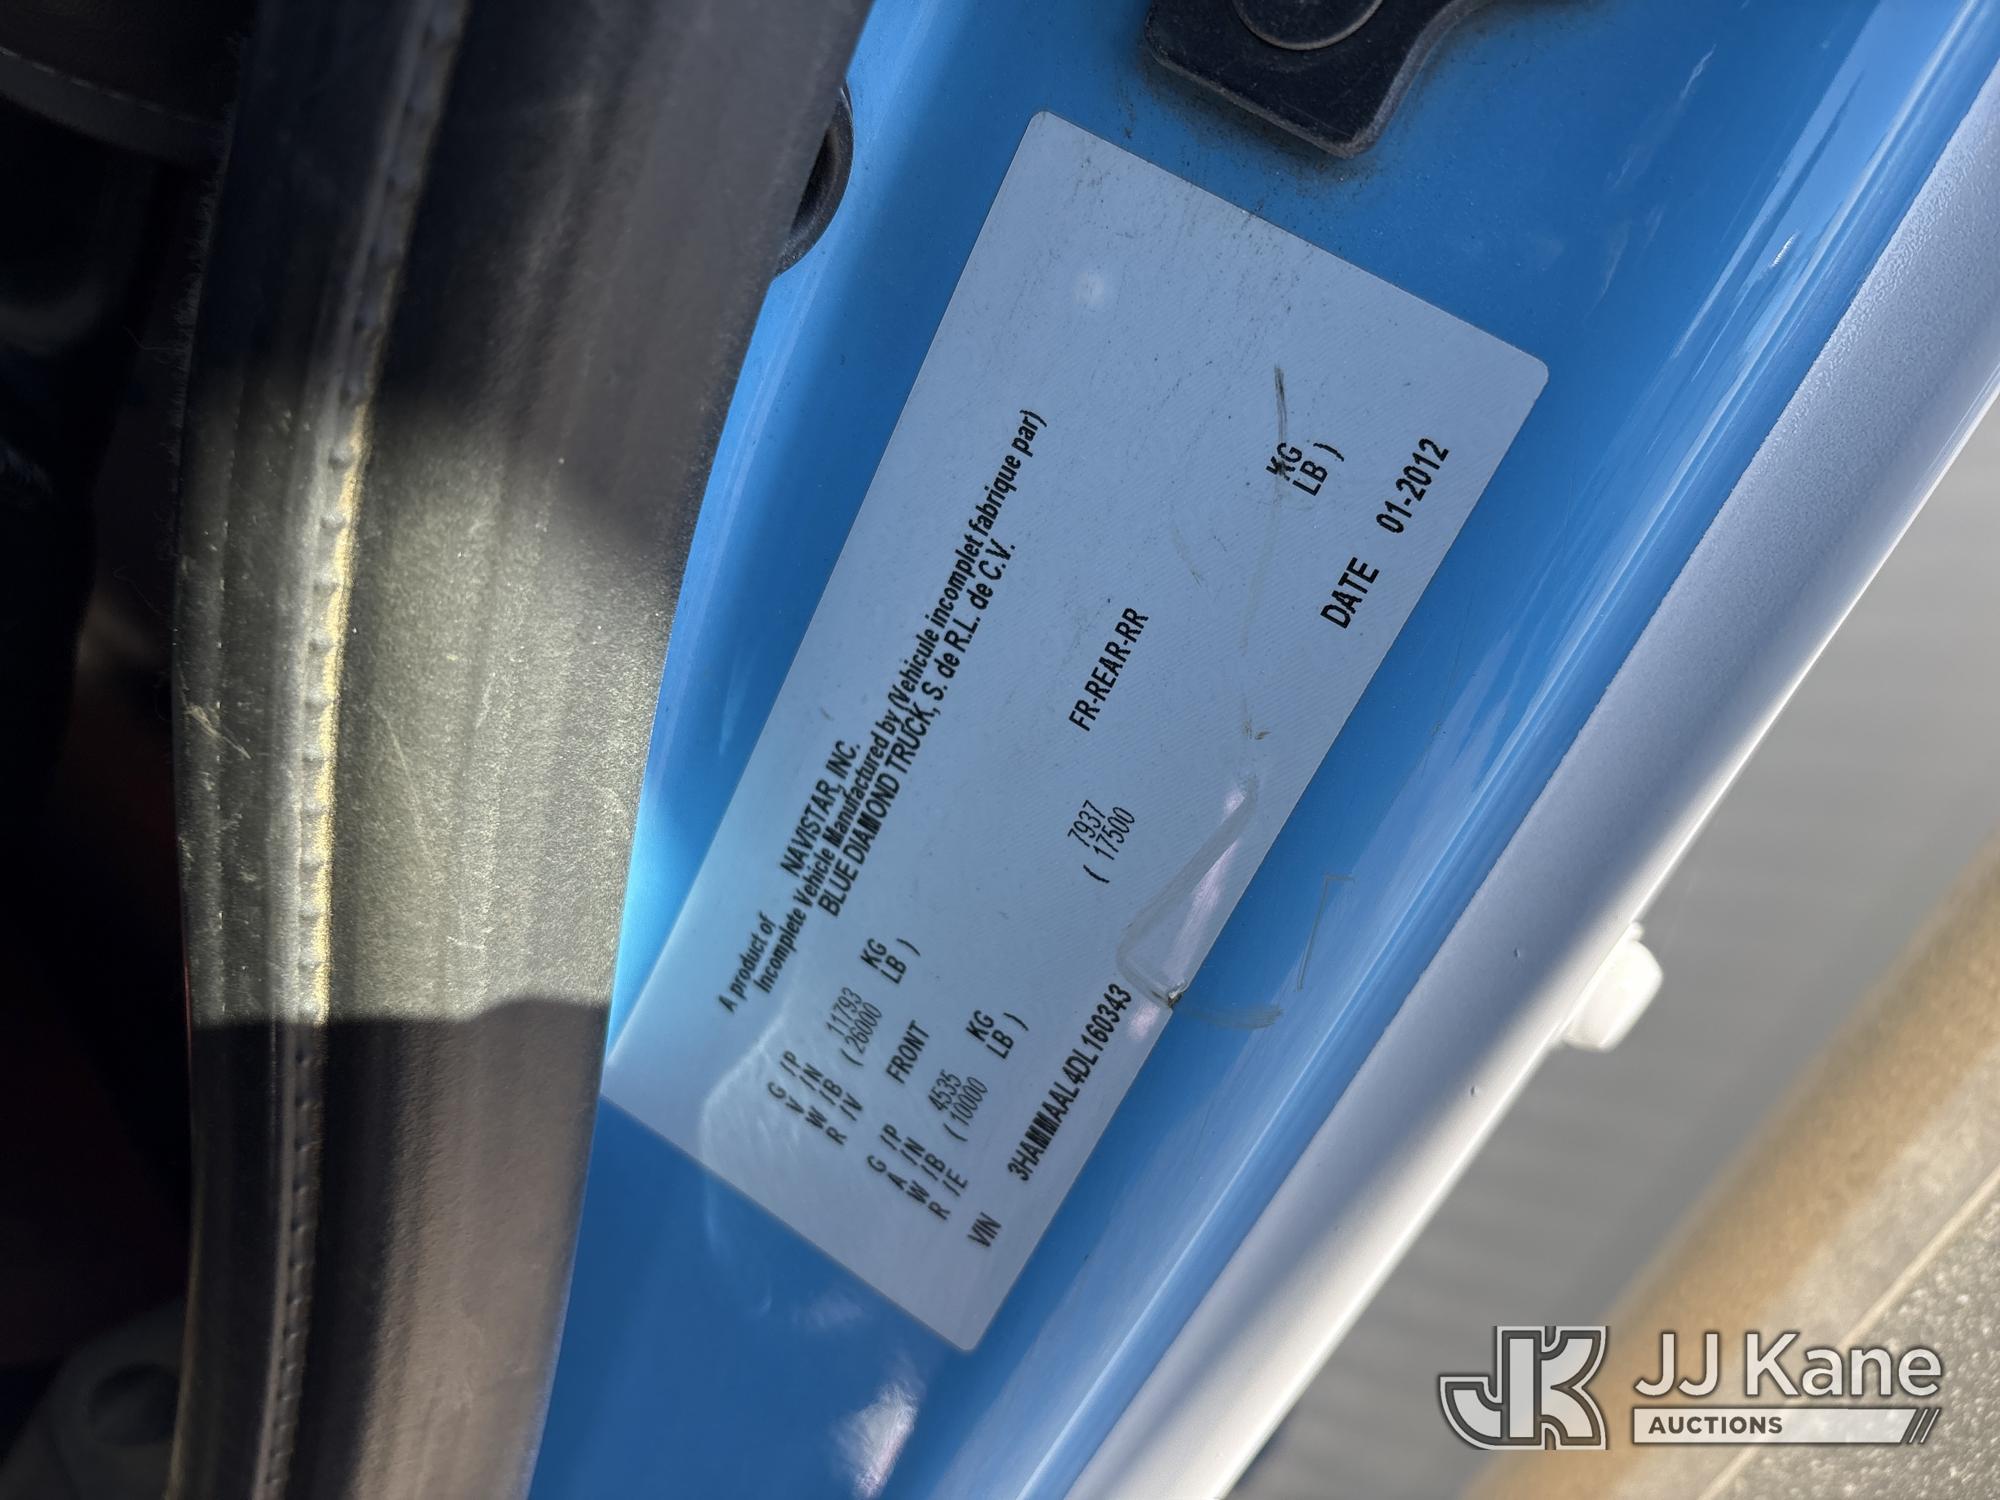 A product of NAVISTAR, INC.
Incomplete Vehicle Manufactured by (Vehicule incomplet fabrique par)
BLUE DIAMOND TRUCK, S. de R.L. de C.V.
G /P 11793 KG
V /N
W /B ( 26000 LB )
R /V
FRONT FR-REAR-RR
G /P
A /N 4535 KG 7937 KG
W /B ( 10000 LB ) ( 17500 LB )
R /E
VIN 3HAMMAAL4DL160343 DATE 01-2012
JK JJ Kane
AUCTIONS